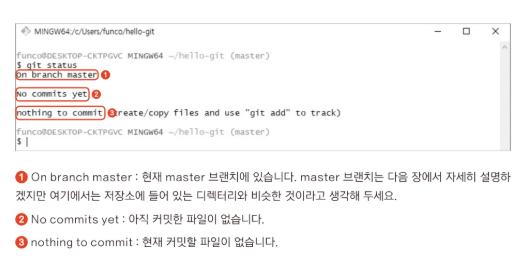 MINGW64:/c/Users/funco/hello-git
funco@DESKTOP-CKTPGVC MINGW64 ~/hello-git (master)
$ git status
On branch master 1
No commits yet 2
nothing to commit 3 reate/copy files and use "git add" to track)
funco@DESKTOP-CKTPGVC MINGW64 ~/hello-git (master)
$
1 On branch master : 현재 master 브랜치에 있습니다. master 브랜치는 다음 장에서 자세히 설명하
겠지만 여기에서는 저장소에 들어 있는 디렉터리와 비슷한 것이라고 생각해 두세요.
2 No commits yet : 아직 커밋한 파일이 없습니다.
3 nothing to commit : 현재 커밋할 파일이 없습니다.